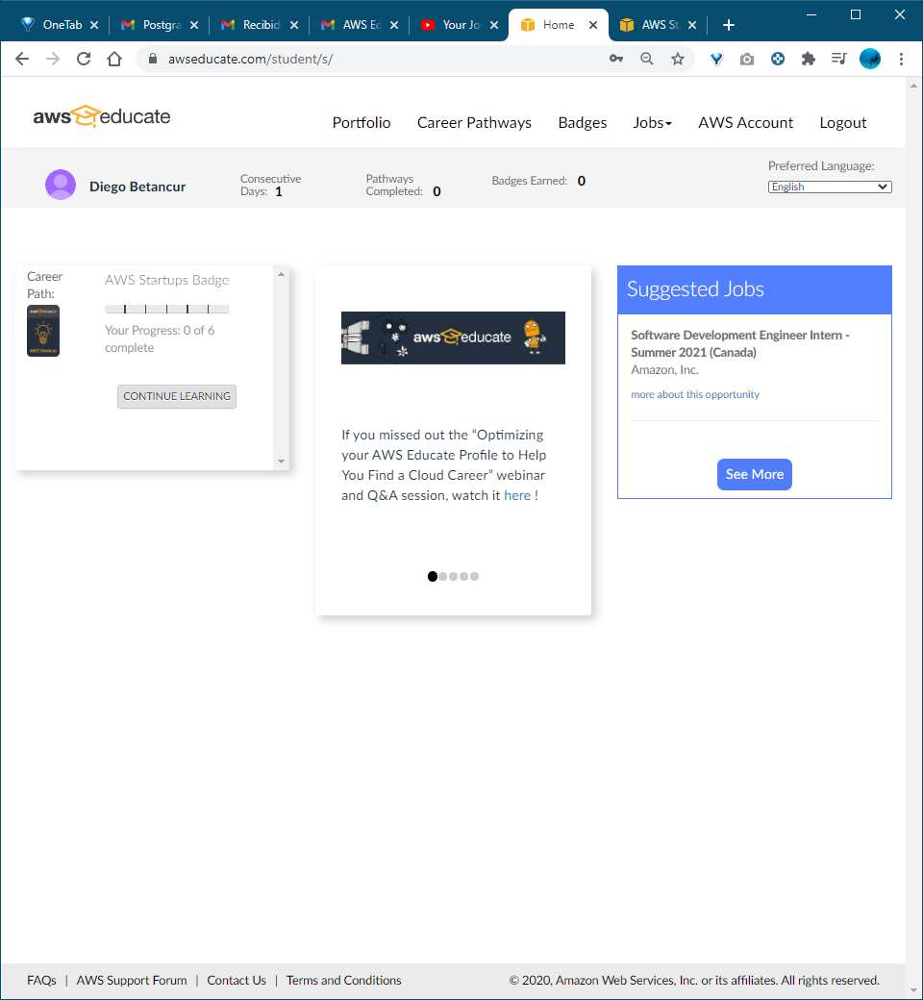 OneTab
Postgra
Recibid
AWS Ed
Your Jo
Home
AWS St
awseducate.com/student/s/
aws educate
Portfolio
Career Pathways
Badges
Jobs
AWS Account
Logout
Diego Betancur
Consecutive
Days: 1
Pathways
Completed: 0
Badges Earned: 0
Preferred Language:
English
Career
Path:
AWS Startups Badge
Your Progress: 0 of 6
complete
CONTINUE LEARNING
aws educate
If you missed out the “Optimizing
your AWS Educate Profile to Help
You Find a Cloud Career” webinar
and Q&A session, watch it here !
Suggested Jobs
Software Development Engineer Intern -
Summer 2021 (Canada)
Amazon, Inc.
more about this opportunity
See More
FAQs | AWS Support Forum | Contact Us | Terms and Conditions
© 2020, Amazon Web Services, Inc. or its affiliates. All rights reserved.